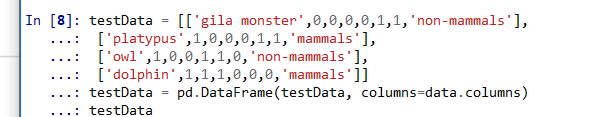 In [8]: testData = [['gila monster',0,0,0,0,1,1,'non-mammals'],
...: ['platypus',1,0,0,0,1,1,'mammals'],
...: ['owl',1,0,0,1,1,0,'non-mammals'],
...: ['dolphin',1,1,1,0,0,0,'mammals']]
...: testData = pd.DataFrame(testData, columns=data.columns)
...: testData